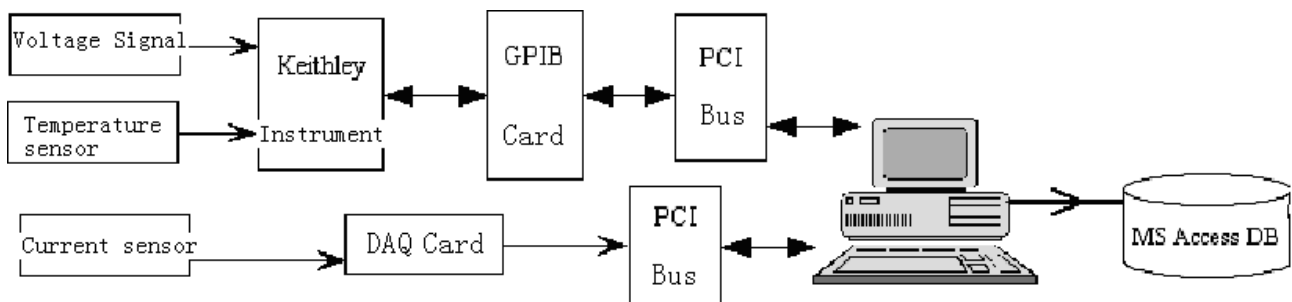 Voltage Signal
Temperature
sensor
Keithley
Instrument
GPIB
Card
PCI
Bus
Current sensor
DAQ Card
PCI
Bus
MS Access DB